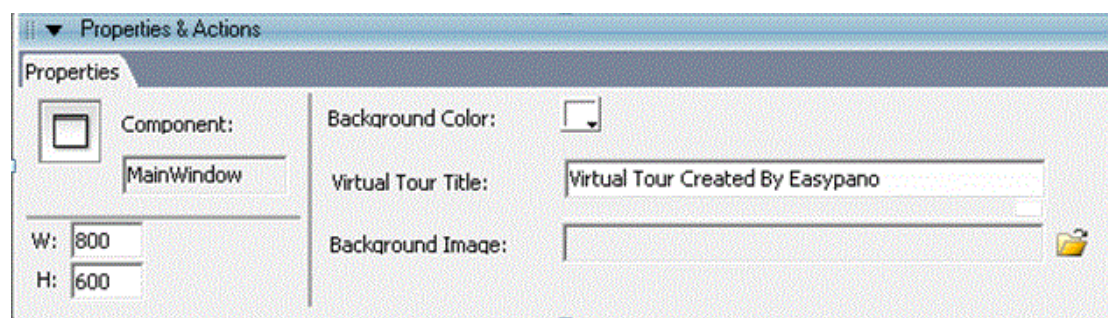 Properties & Actions
Properties
Component:
MainWindow
W: 800
H: 600
Background Color:
Virtual Tour Title: Virtual Tour Created By Easypano
Background Image: